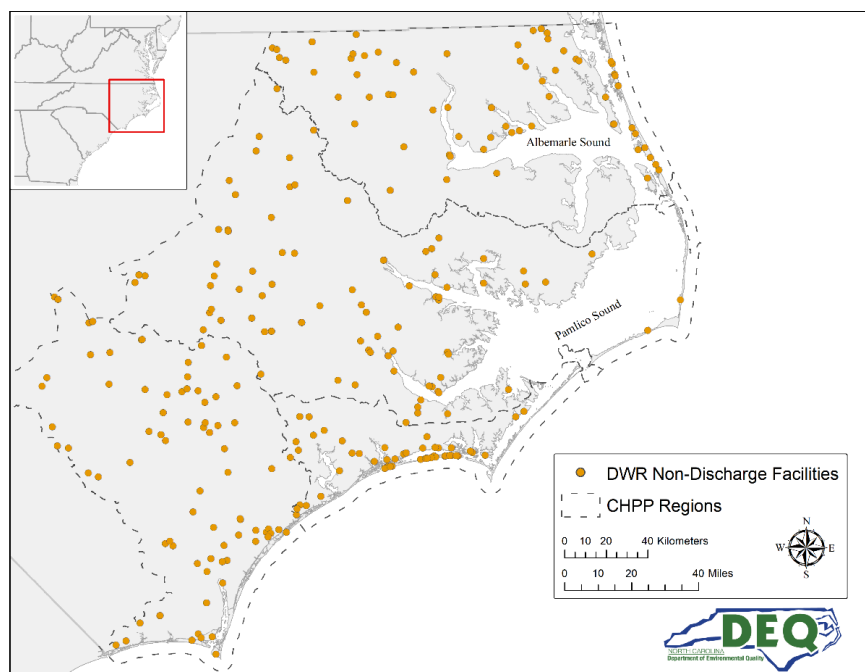 Albemarle Sound
Pamlico Sound
DWR Non-Discharge Facilities
CHPP Regions
0 10 20 40 Kilometers
0 10 20 40 Miles
N
W E
S
DEQ
NORTH CAROLINA
Department of Environmental Quality